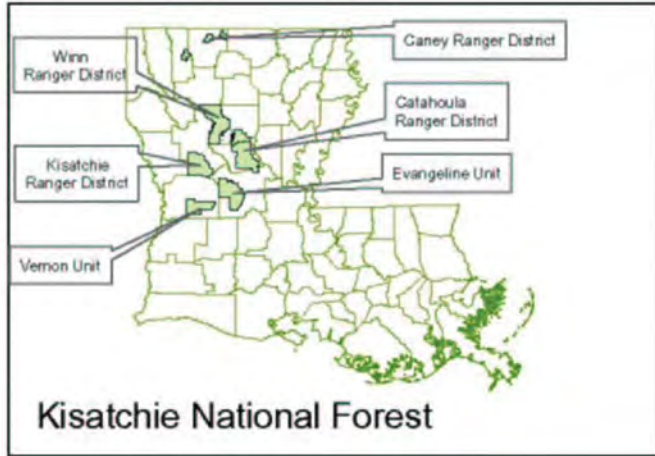 Caney Ranger District
Winn
Ranger District
Catahoula
Ranger District
Kisatchie
Ranger District
Evangeline Unit
Vernon Unit
Kisatchie National Forest